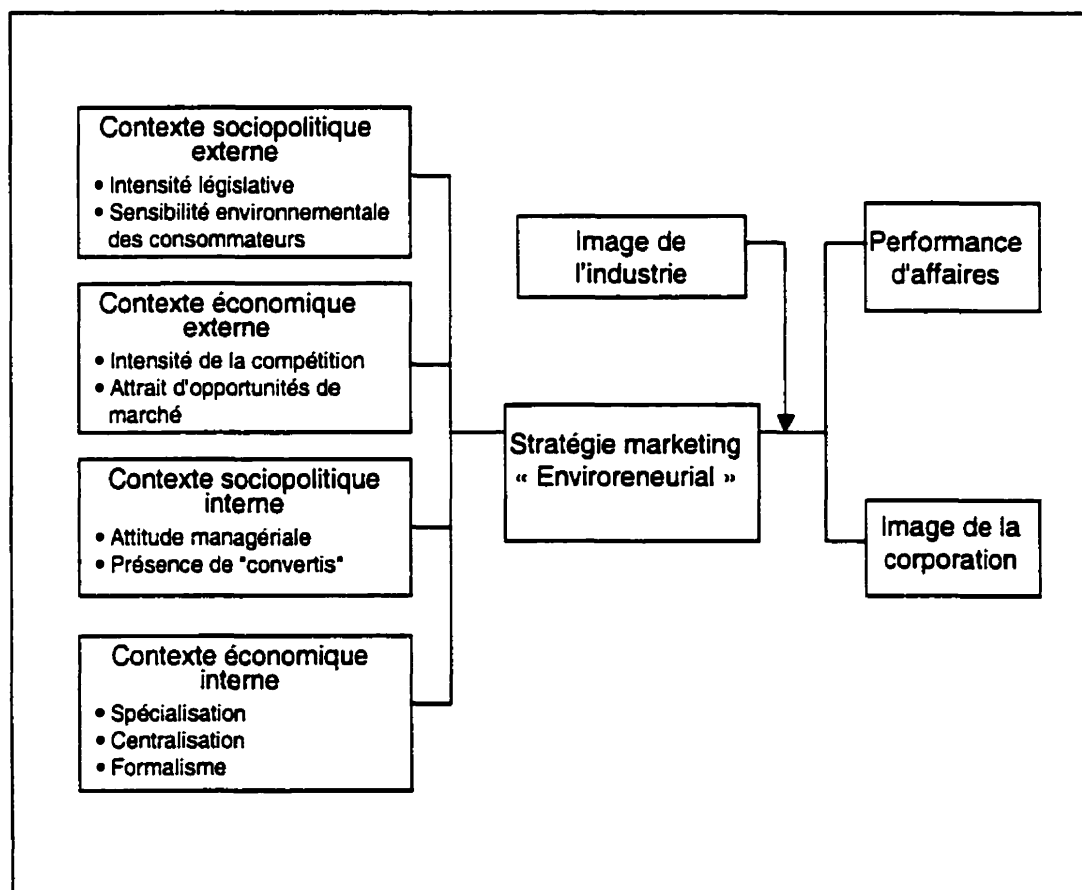 Contexte sociopolitique
externe
• Intensité législative
• Sensibilité environnementale
des consommateurs
Contexte économique
externe
• Intensité de la compétition
• Attrait d'opportunités de
marché
Contexte sociopolitique
interne
• Attitude managériale
• Présence de "convertis"
Contexte économique
interne
• Spécialisation
• Centralisation
• Formalisme
Image de
l'industrie
Stratégie marketing
« Enviroreneurial »
Performance
d'affaires
Image de la
corporation